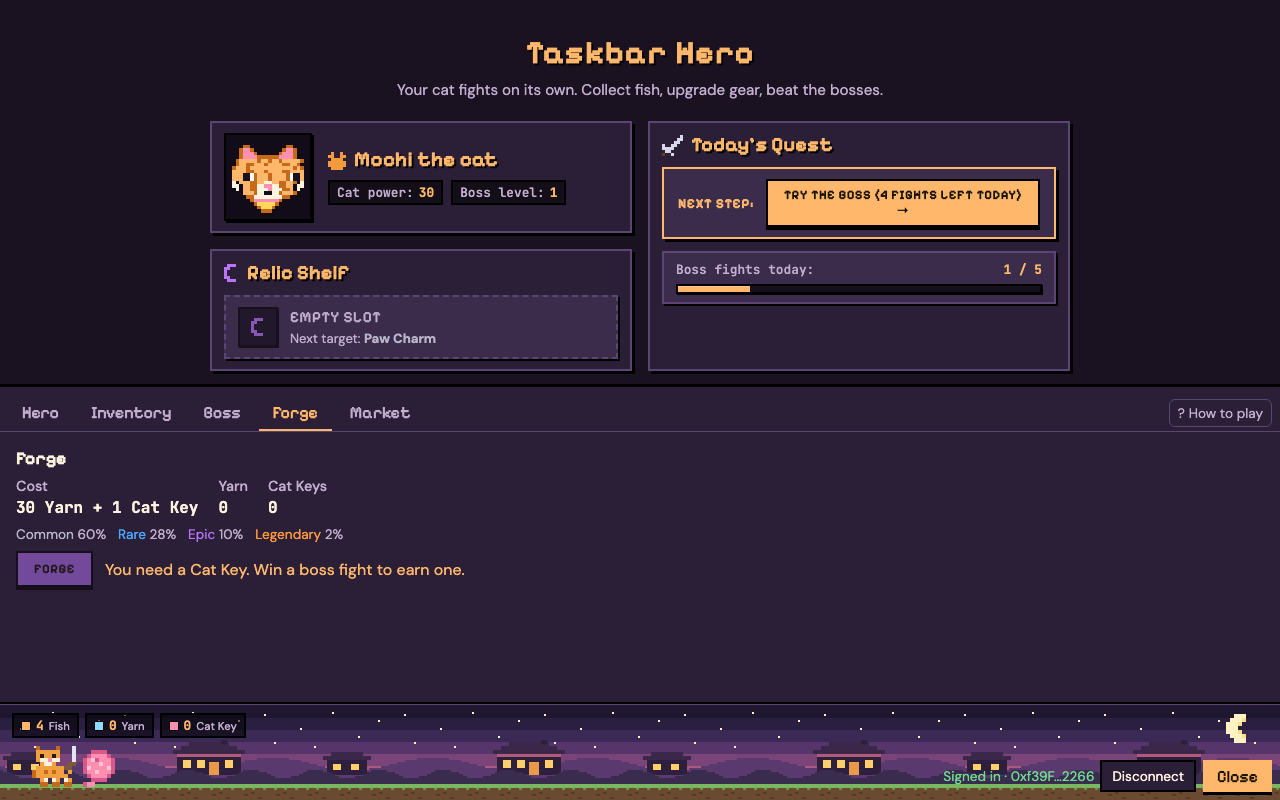 Taskbar Hero
Your cat fights on its own. Collect fish, upgrade gear, beat the bosses.
Mochi the cat
Cat power: 30
Boss level: 1
Relic Shelf
EMPTY SLOT
Next target: Paw Charm
Today's Quest
NEXT STEP:
TRY THE BOSS (4 FIGHTS LEFT TODAY)
→
Boss fights today: 1 / 5
Hero Inventory Boss Forge Market
? How to play
Forge
Cost Yarn Cat Keys
30 Yarn + 1 Cat Key 0 0
Common 60% Rare 28% Epic 10% Legendary 2%
FORGE
You need a Cat Key. Win a boss fight to earn one.
4 Fish 0 Yarn 0 Cat Key
Signed in · 0xf39F…2266
Disconnect
Close